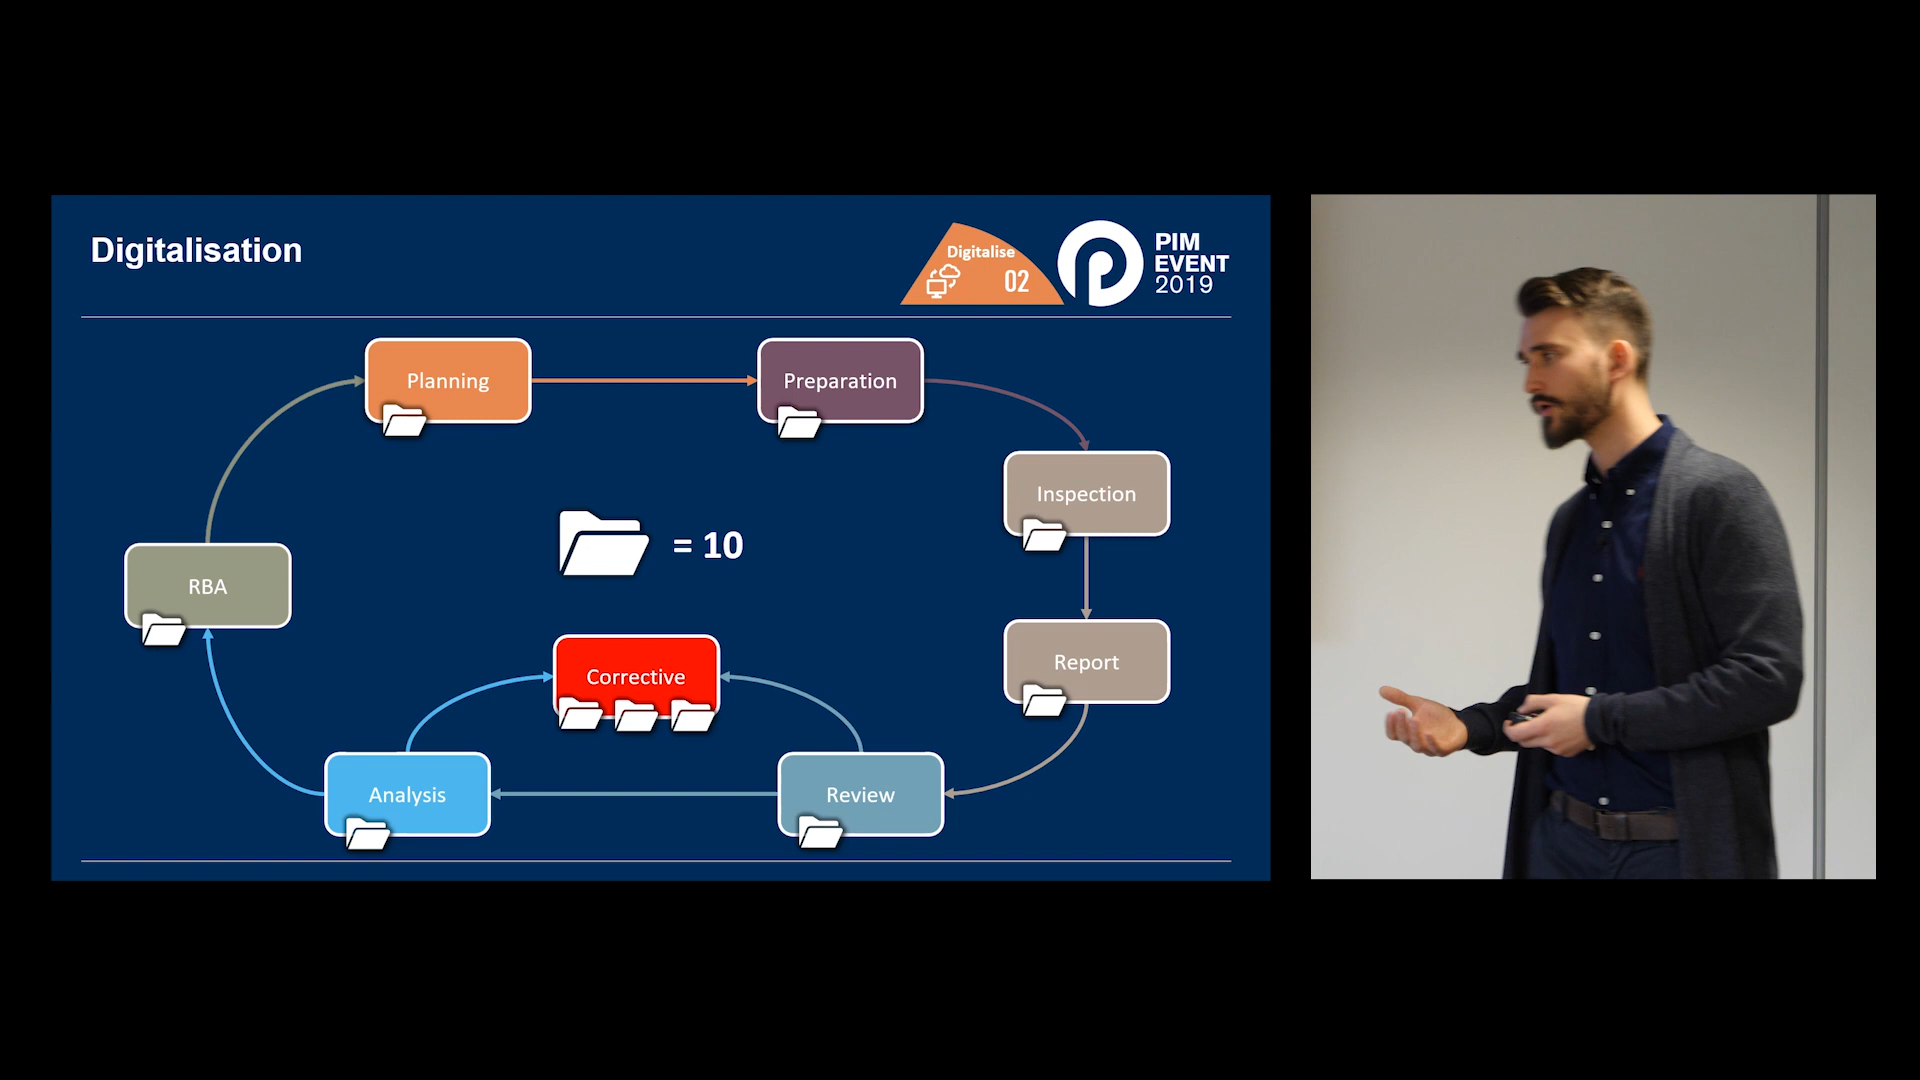 Digitalisation
Digitalise
02
PIM
EVENT
2019
Planning
Preparation
Inspection
= 10
RBA
Report
Corrective
Analysis
Review